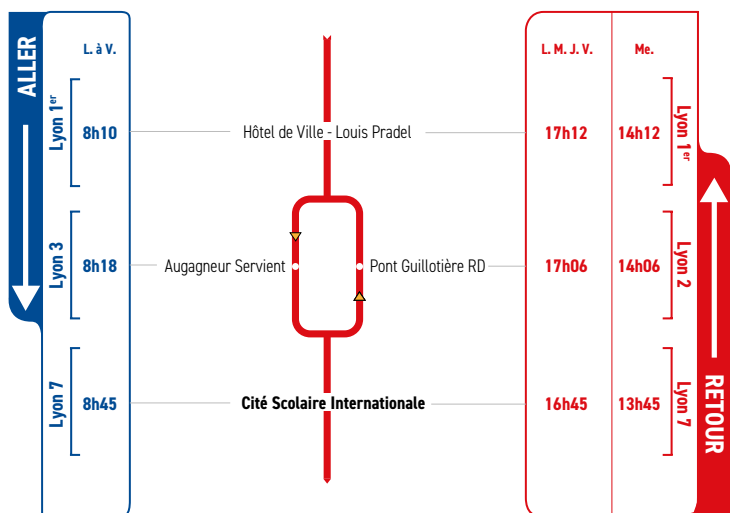 ALLER
L. à V.
L. M. J. V.
Me.
Lyon 1er
8h10
Hôtel de Ville - Louis Pradel
17h12
14h12
Lyon 1er
Lyon 3
8h18
Augagneur Servient
Pont Guillotière RD
17h06
14h06
Lyon 2
Lyon 7
8h45
Cité Scolaire Internationale
16h45
13h45
Lyon 7
RETOUR